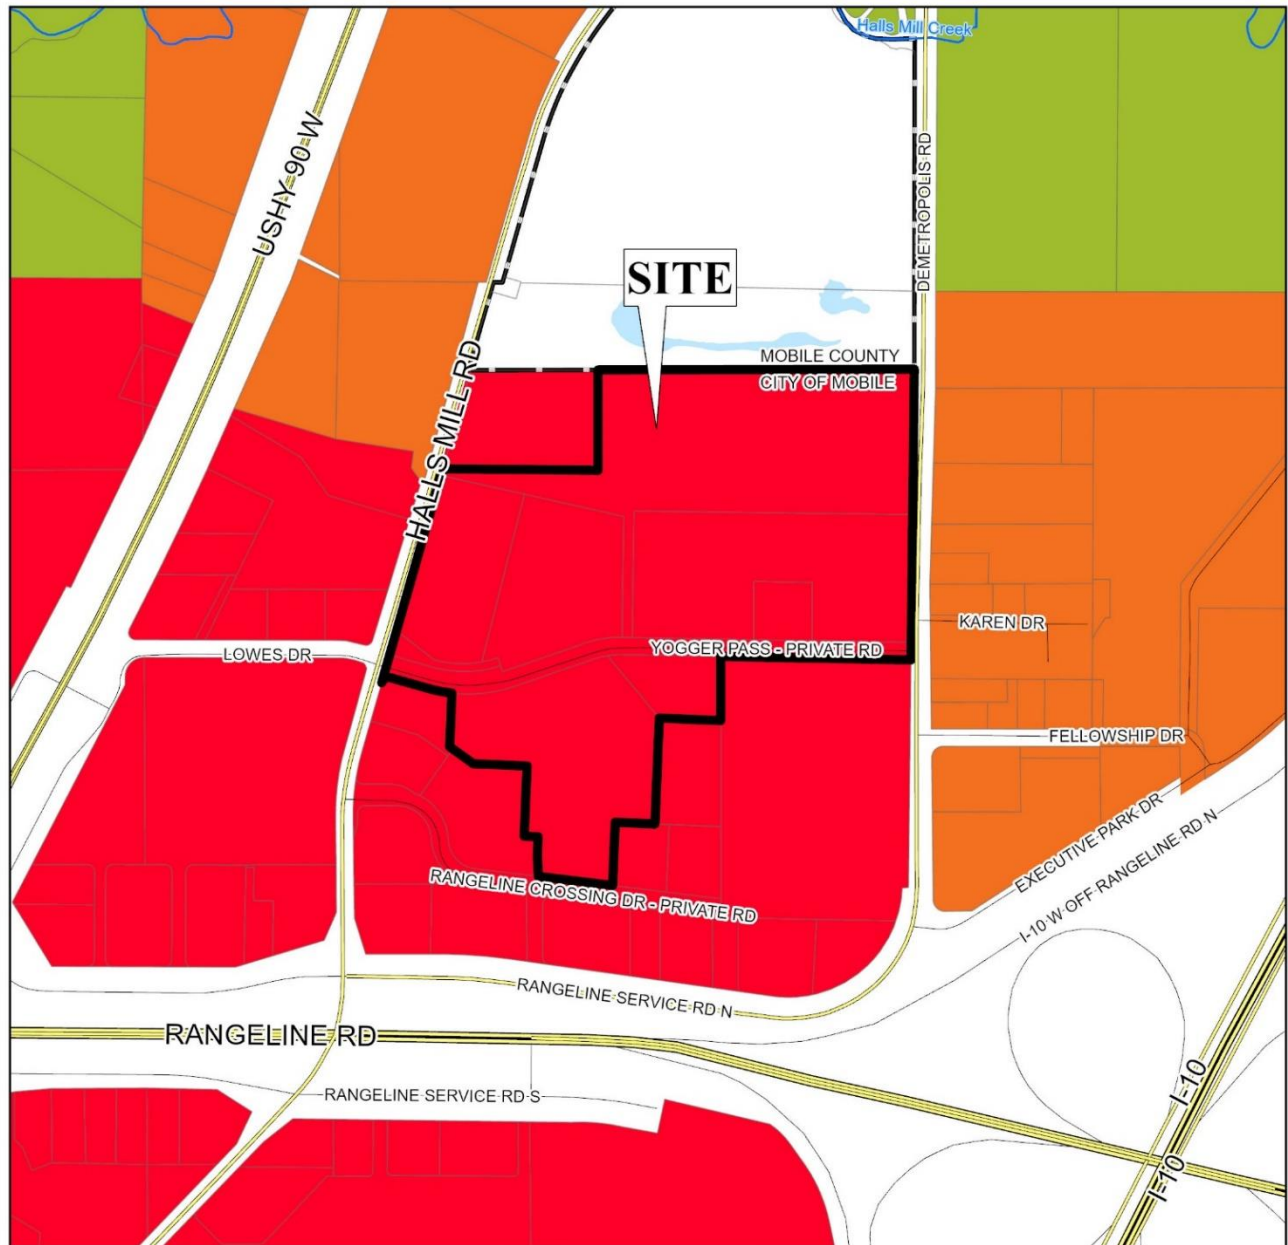 Halls Mill Creek
USHY 90 W
DEMETROPOLIS RD
SITE
MOBILE COUNTY
CITY OF MOBILE
HALLS MILL RD
KAREN DR
YOGGER PASS - PRIVATE RD
LOWES DR
FELLOWSHIP DR
EXECUTIVE PARK DR
I-10 W OFF RANGELINE RD N
RANGELINE CROSSING DR - PRIVATE RD
RANGELINE SERVICE RD N
RANGELINE RD
RANGELINE SERVICE RD S
I-10
I-10